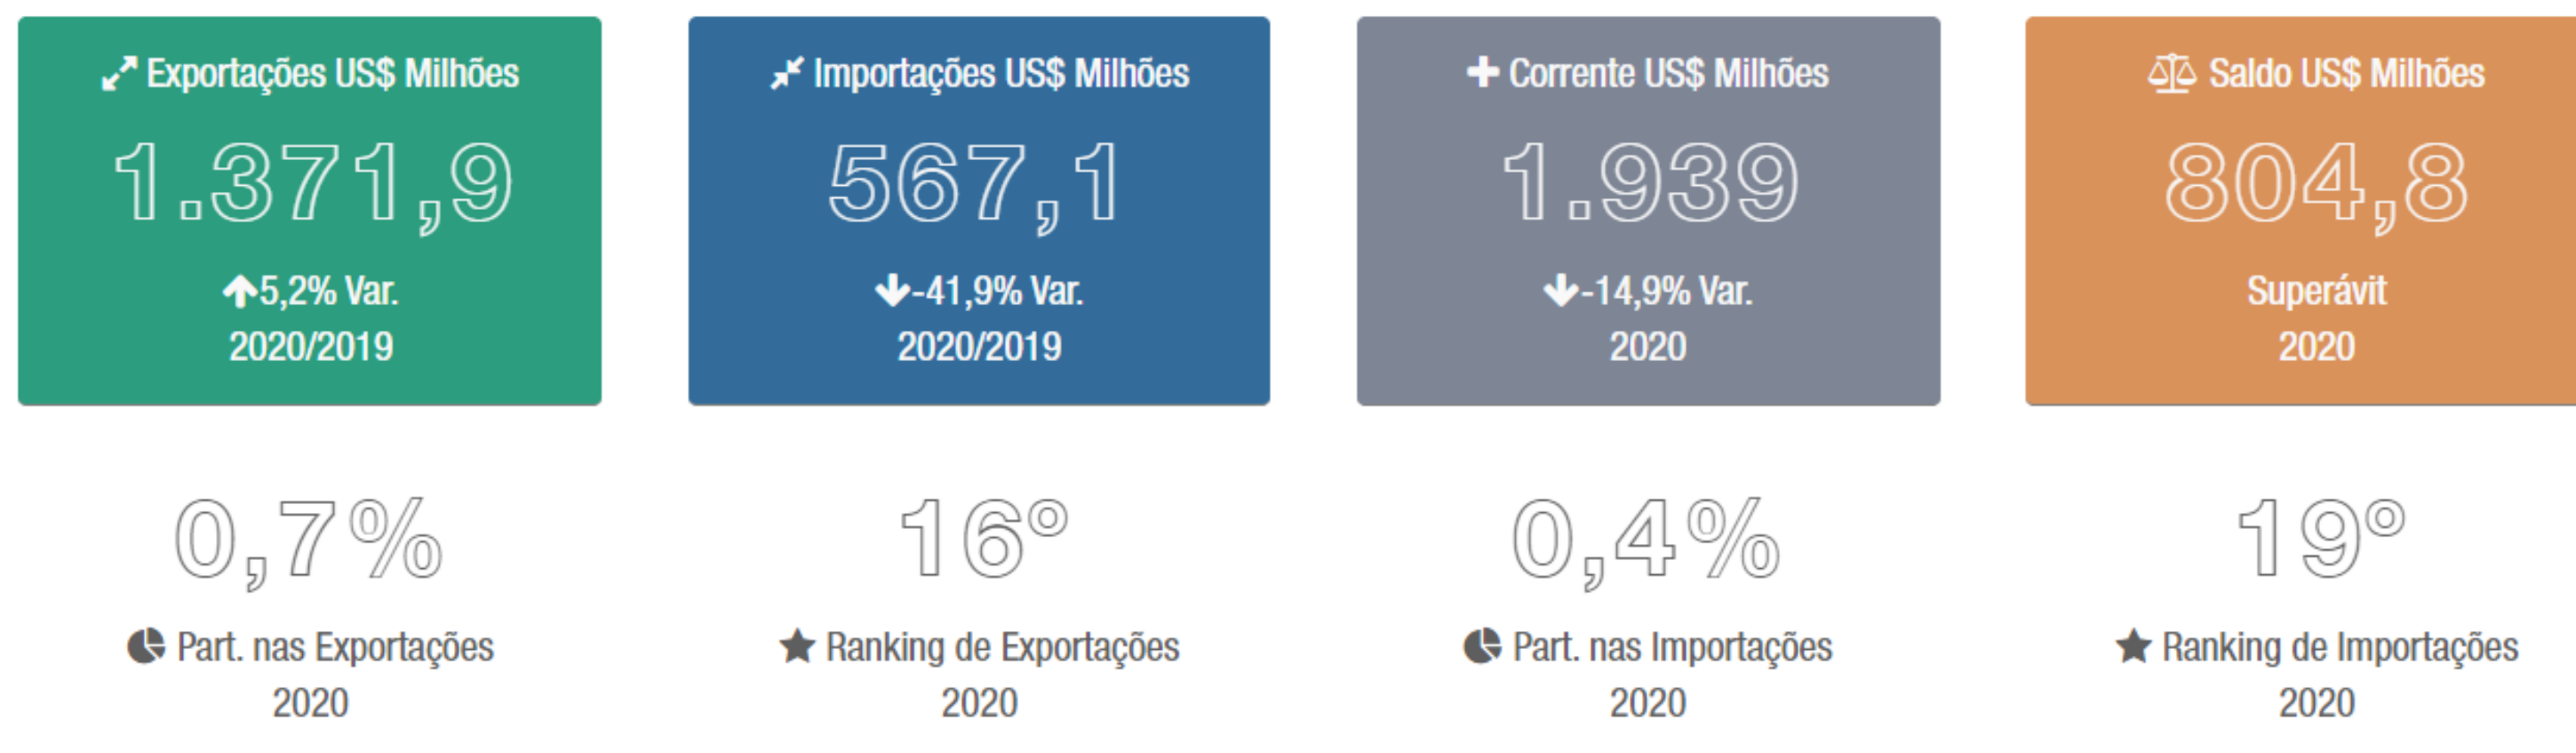 Exportações US$ Milhões
1.371,9
5,2% Var.
2020/2019
Importações US$ Milhões
567,1
-41,9% Var.
2020/2019
Corrente US$ Milhões
1.939
-14,9% Var.
2020
Saldo US$ Milhões
804,8
Superávit
2020
0,7%
Part. nas Exportações
2020
16º
Ranking de Exportações
2020
0,4%
Part. nas Importações
2020
19º
Ranking de Importações
2020